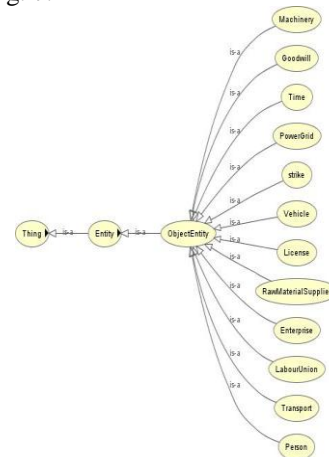 Machinery
is-a
Goodwill
is-a
Time
is-a
PowerGrid
is-a
strike
is-a
Vehicle
is-a
Thing
is-a
Entity
is-a
ObjectEntity
is-a
License
is-a
RawMaterialSupplie
is-a
Enterprise
is-a
LabourUnion
is-a
Transport
is-a
Person
is-a